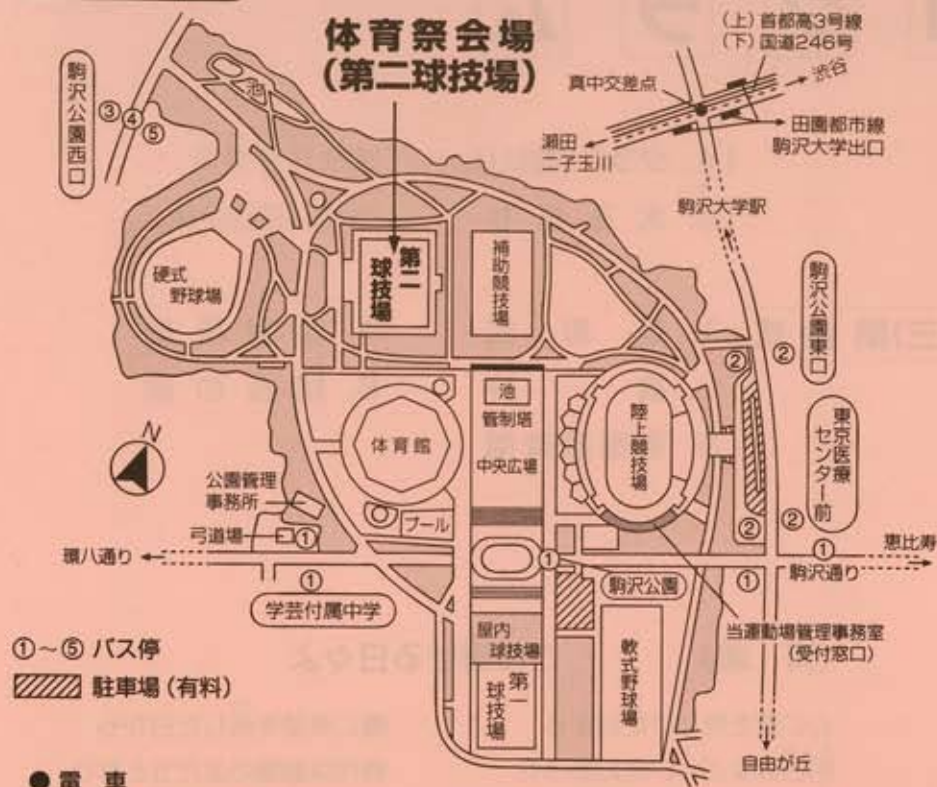 体育祭会場
(第二球技場)
(上)首都高3号線
(下)国道246号
真中交差点
渋谷
瀬田
二子玉川
田園都市線
駒沢大学出口
駒沢大学駅
駒沢公園西口
③
④
⑤
池
硬式
野球場
第二
球技場
補助競技場
駒沢公園東口
②
②
池
管制塔
中央広場
体育館
陸上競技場
東京医療
センター前
N
公園管理
事務所
弓道場
①
プール
②
②
①
環八通り
恵比寿
駒沢通り
①
①
駒沢公園
①
学芸付属中学
屋内
球技場
第一
球技場
軟式野球場
当運動場管理事務室
(受付窓口)
自由が丘
①~⑤ バス停
駐車場(有料)
●電 車